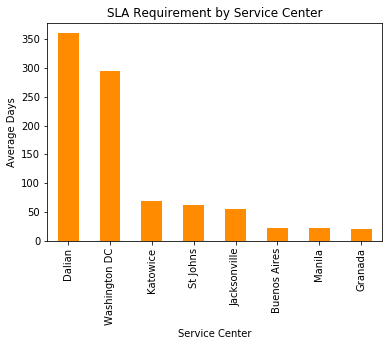 SLA Requirement by Service Center
Average Days
350
300
250
200
150
100
50
0
Dalian
Washington DC
Katowice
St Johns
Jacksonville
Buenos Aires
Manila
Granada
Service Center